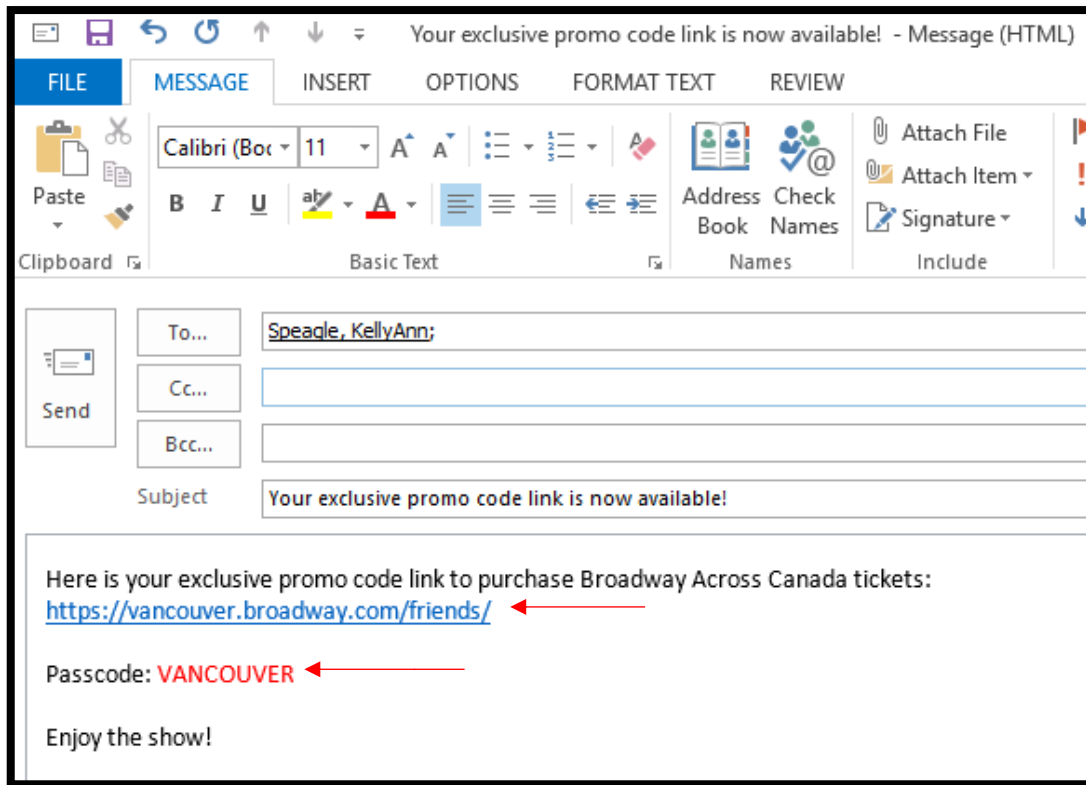 Your exclusive promo code link is now available! - Message (HTML)
FILE MESSAGE INSERT OPTIONS FORMAT TEXT REVIEW
Calibri (Boc 11 A A
Attach File
Attach Item
Paste
B I U aby A
Address Check
Book Names
Signature
Clipboard Basic Text Names Include
To... Speagle, KellyAnn;
Cc...
Send
Bcc...
Subject Your exclusive promo code link is now available!
Here is your exclusive promo code link to purchase Broadway Across Canada tickets:
https://vancouver.broadway.com/friends/
Passcode: VANCOUVER
Enjoy the show!